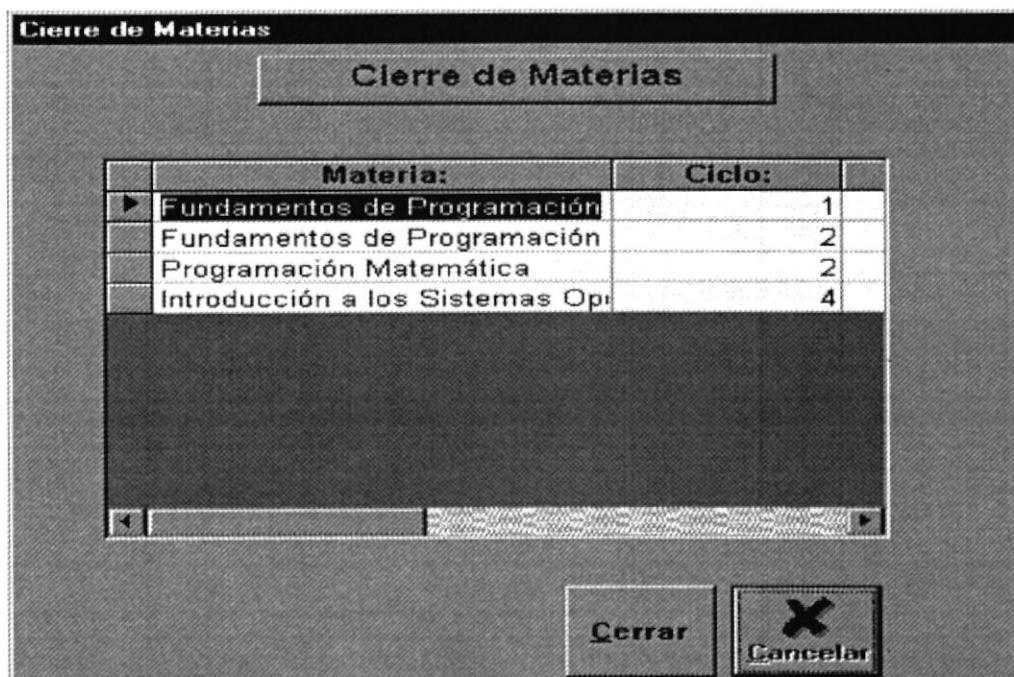 Cierre de Materias
Cierre de Materias
Materia: Ciclo:
Fundamentos de Programación 1
Fundamentos de Programación 2
Programación Matemática 2
Introducción a los Sistemas Op 4
Cerrar
Cancelar